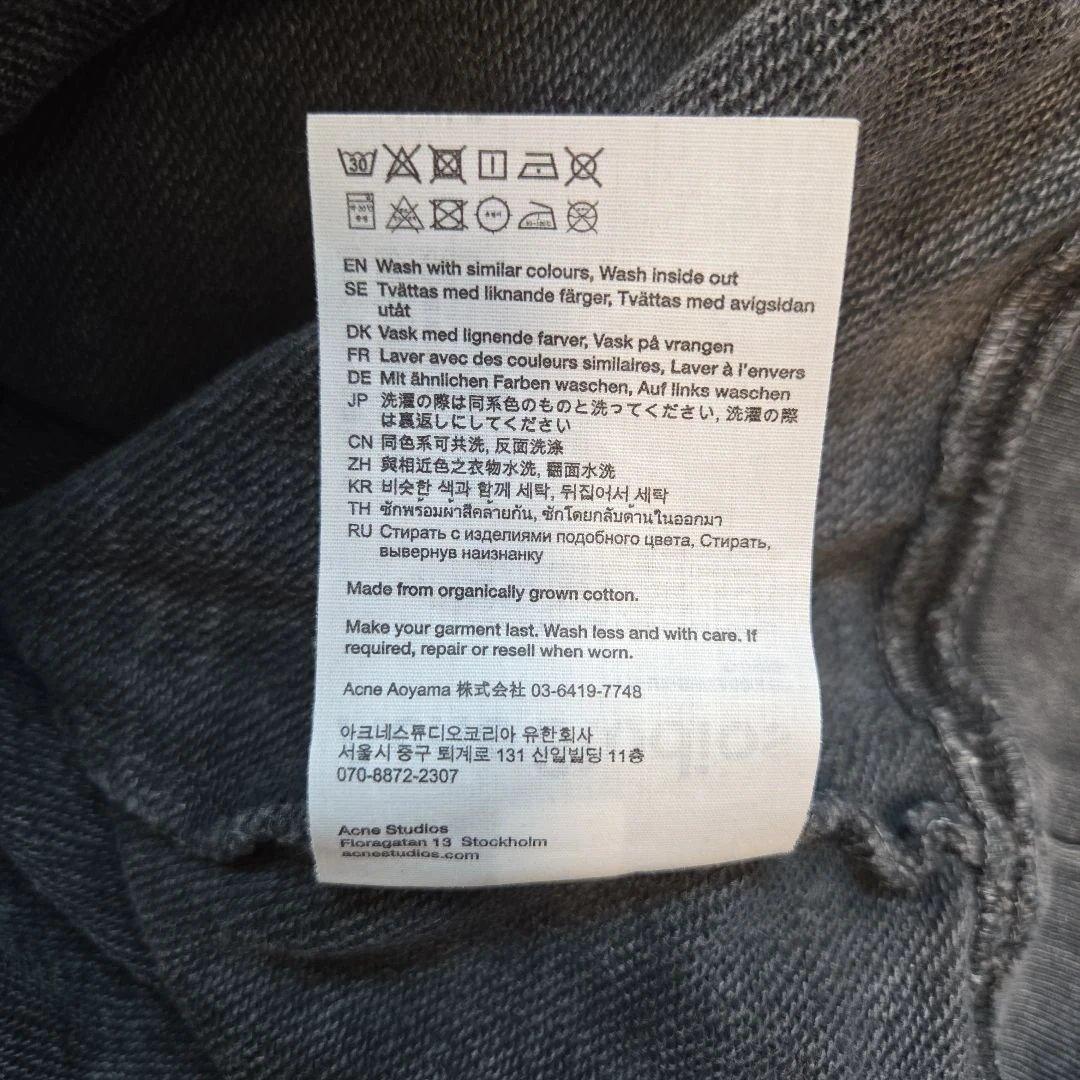 30
EN Wash with similar colours, Wash inside out
SE Tvättas med liknande färger, Tvättas med avigsidan
utåt
DK Vask med lignende farver, Vask på vrangen
FR Laver avec des couleurs similaires, Laver à l'envers
DE Mit ähnlichen Farben waschen, Auf links waschen
JP 洗濯の際は同系色のものと洗ってください, 洗濯の際
は裏返しにしてください
CN 同色系可共洗, 反面洗涤
ZH 與相近色之衣物水洗, 翻面水洗
KR 비슷한 색과 함께 세탁, 뒤집어서 세탁
TH ซักพร้อมผ้าสีคล้ายกัน, ซักโดยกลับด้านในออกมา
RU Стирать с изделиями подобного цвета, Стирать,
вывернув наизнанку
Made from organically grown cotton.
Make your garment last. Wash less and with care. If
required, repair or resell when worn.
Acne Aoyama 株式会社 03-6419-7748
아크네스튜디오코리아 유한회사
서울시 중구 퇴계로 131 신일빌딩 11층
070-8872-2307
Acne Studios
Floragatan 13 Stockholm
acnestudios.com